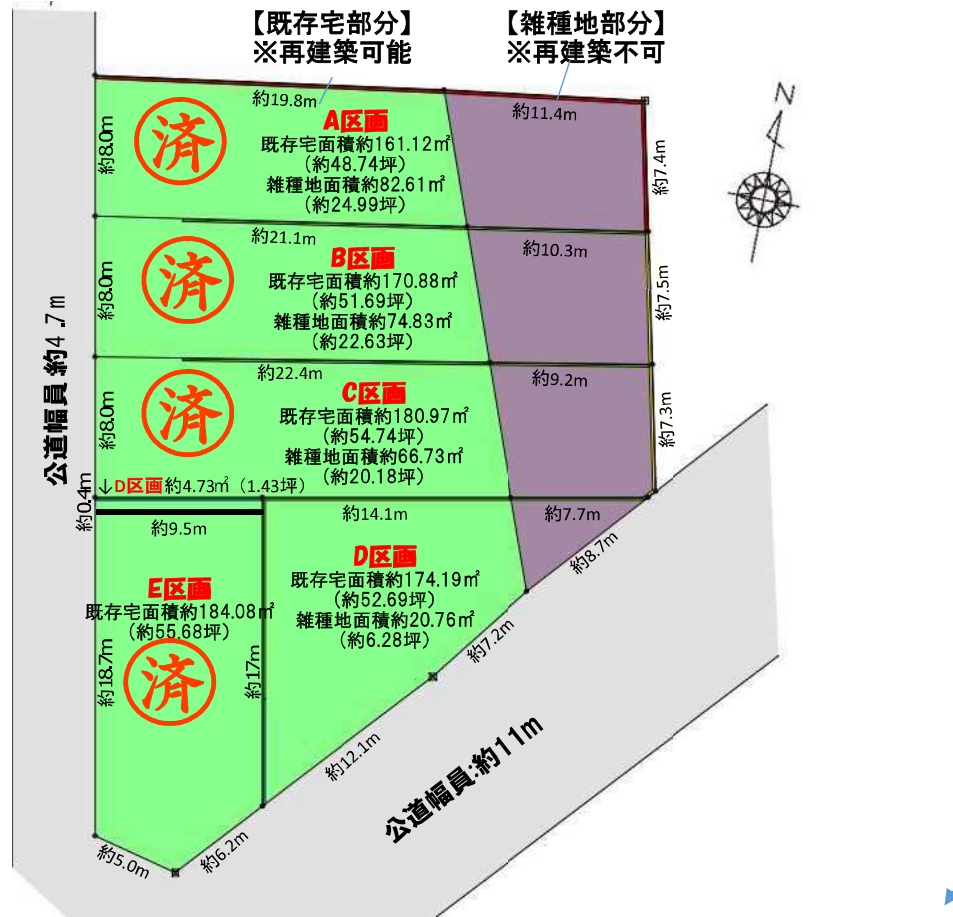 【既存宅部分】
※再建築可能
【雑種地部分】
※再建築不可
約19.8m
約11.4m
約8.0m
済
A区画
既存宅面積約161.12㎡
(約48.74坪)
雑種地面積約82.61㎡
(約24.99坪)
約7.4m
N
約21.1m
約10.3m
約8.0m
済
B区画
既存宅面積約170.88㎡
(約51.69坪)
雑種地面積約74.83㎡
(約22.63坪)
約7.5m
公道幅員:約4.7m
約22.4m
約9.2m
約8.0m
済
C区画
既存宅面積約180.97㎡
(約54.74坪)
雑種地面積約66.73㎡
(約20.18坪)
約7.3m
↓D区画約4.73㎡（1.43坪）
約0.4m
約9.5m
約14.1m
約7.7m
約8.7m
D区画
既存宅面積約174.19㎡
(約52.69坪)
雑種地面積約20.76㎡
(約6.28坪)
E区画
既存宅面積約184.08㎡
(約55.68坪)
済
約18.7m
約17m
約7.2m
約12.1m
約6.2m
約5.0m
公道幅員:約11m